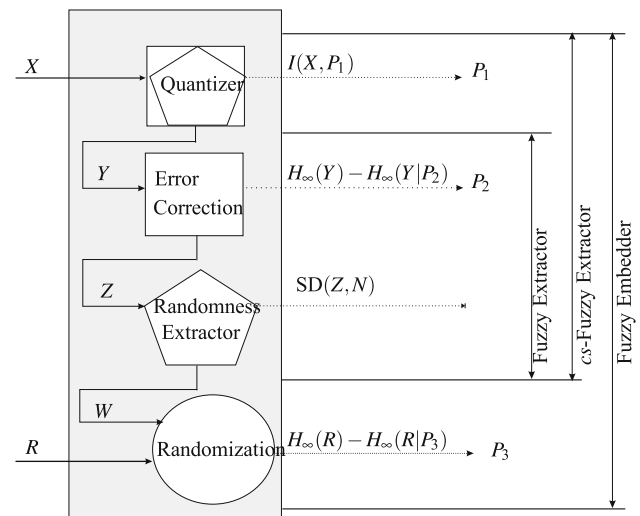 X
Quantizer
I(X,P₁)
P₁
Y
Error
Correction
H∞(Y) − H∞(Y|P₂)
P₂
Z
Randomness
Extractor
SD(Z,N)
W
R
Randomization
H∞(R) − H∞(R|P₃)
P₃
Fuzzy Extractor
cs-Fuzzy Extractor
Fuzzy Embedder